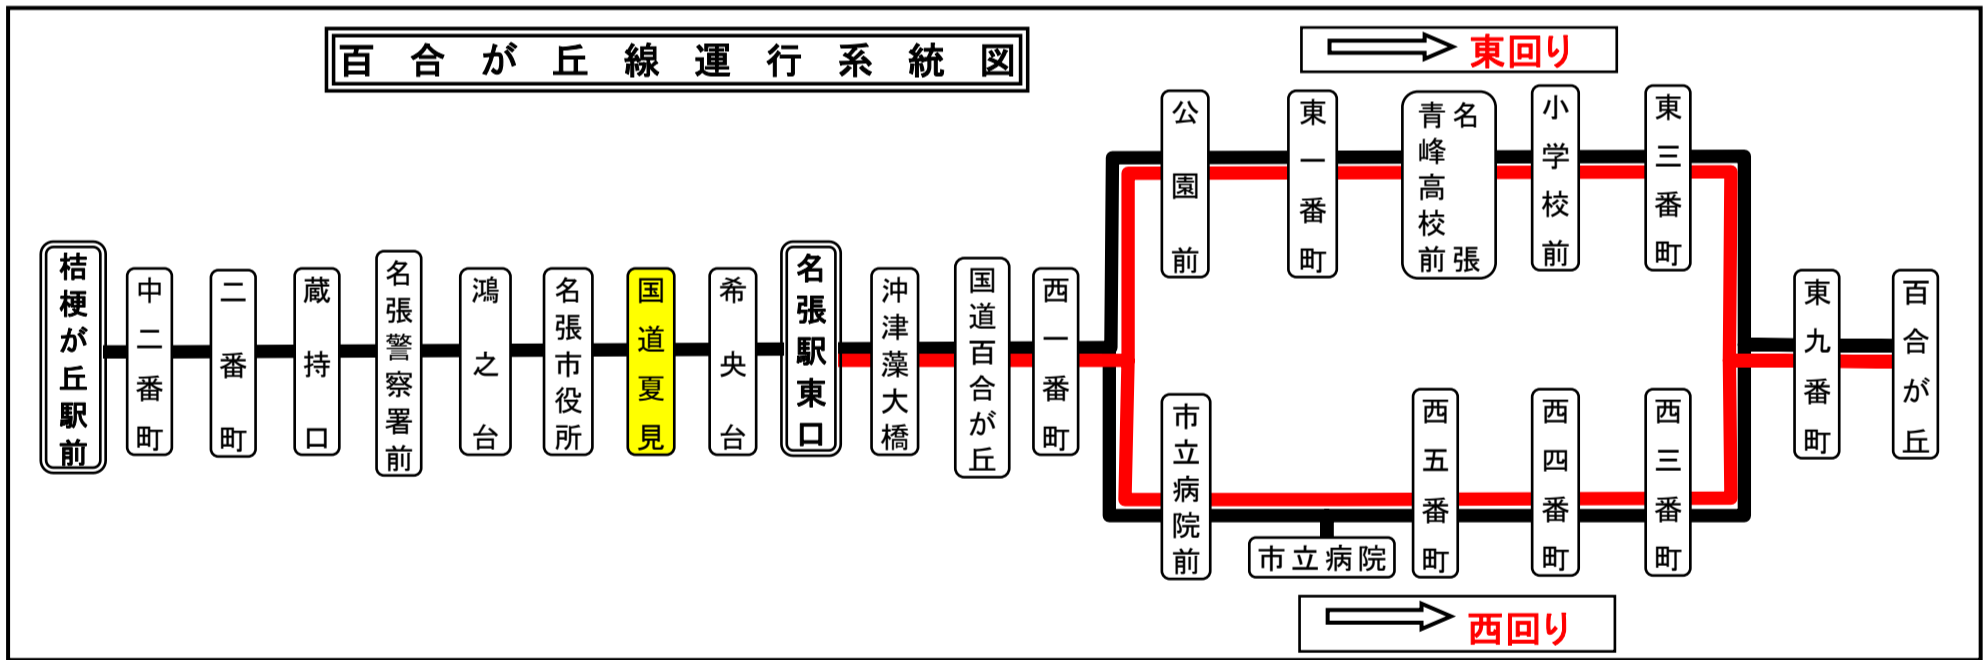 百合が丘線運行系統図
東回り
桔梗が丘駅前
中二番町
二番町
蔵持口
名張警察署前
鴻之台
名張市役所
国道夏見
希央台
名張駅東口
沖津藻大橋
国道百合が丘
西一番町
公園前
東一番町
名張
青峰高校前
小学校前
東三番町
市立病院前
市立病院
西五番町
西四番町
西三番町
東九番町
百合が丘
西回り